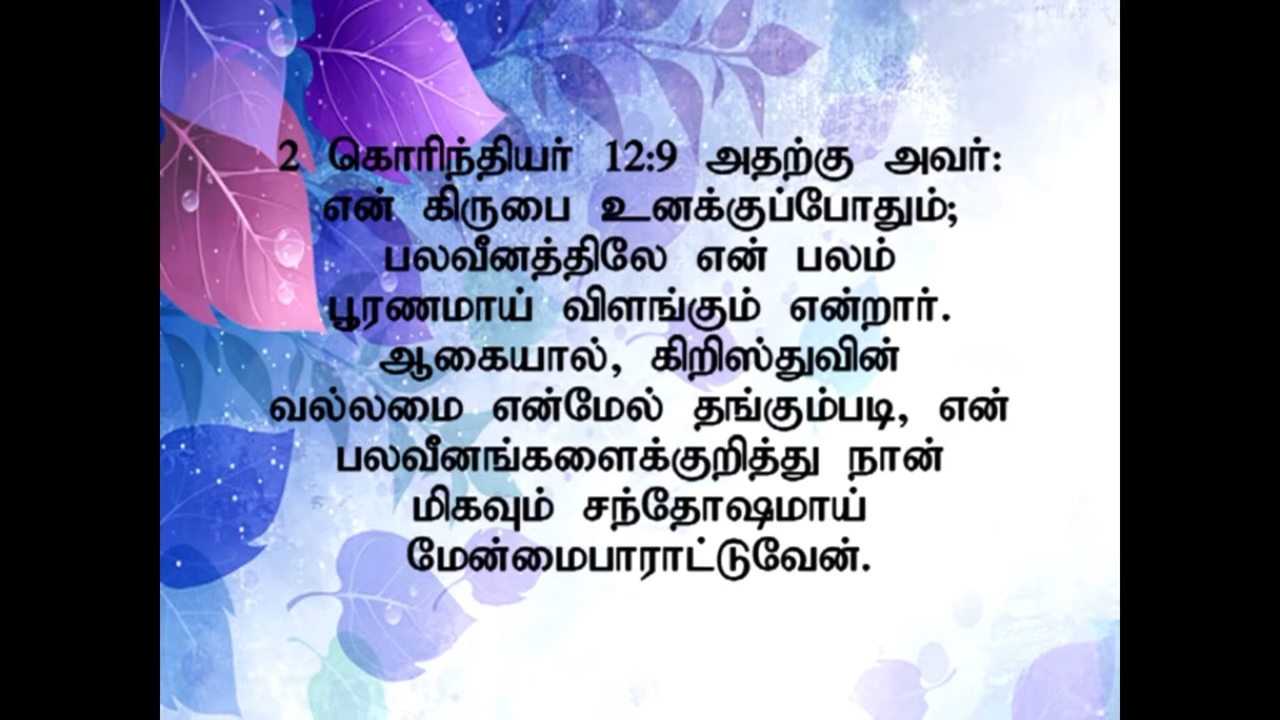 2 கொரிந்தியர் 12:9 அதற்கு அவர்:
என் கிருபை உனக்குப்போதும்;
பலவீனத்திலே என் பலம்
பூரணமாய் விளங்கும் என்றார்.
ஆகையால், கிறிஸ்துவின்
வல்லமை என்மேல் தங்கும்படி, என்
பலவீனங்களைக்குறித்து நான்
மிகவும் சந்தோஷமாய்
மேன்மைபாராட்டுவேன்.